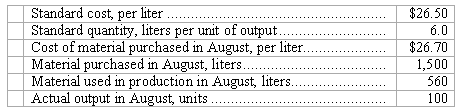 Standard cost, per liter ........................................................ $26.50
Standard quantity, liters per unit of output........................... 6.0
Cost of material purchased in August, per liter.................... $26.70
Material purchased in August, liters.................................... 1,500
Material used in production in August, liters........................ 560
Actual output in August, units ............................................ 100